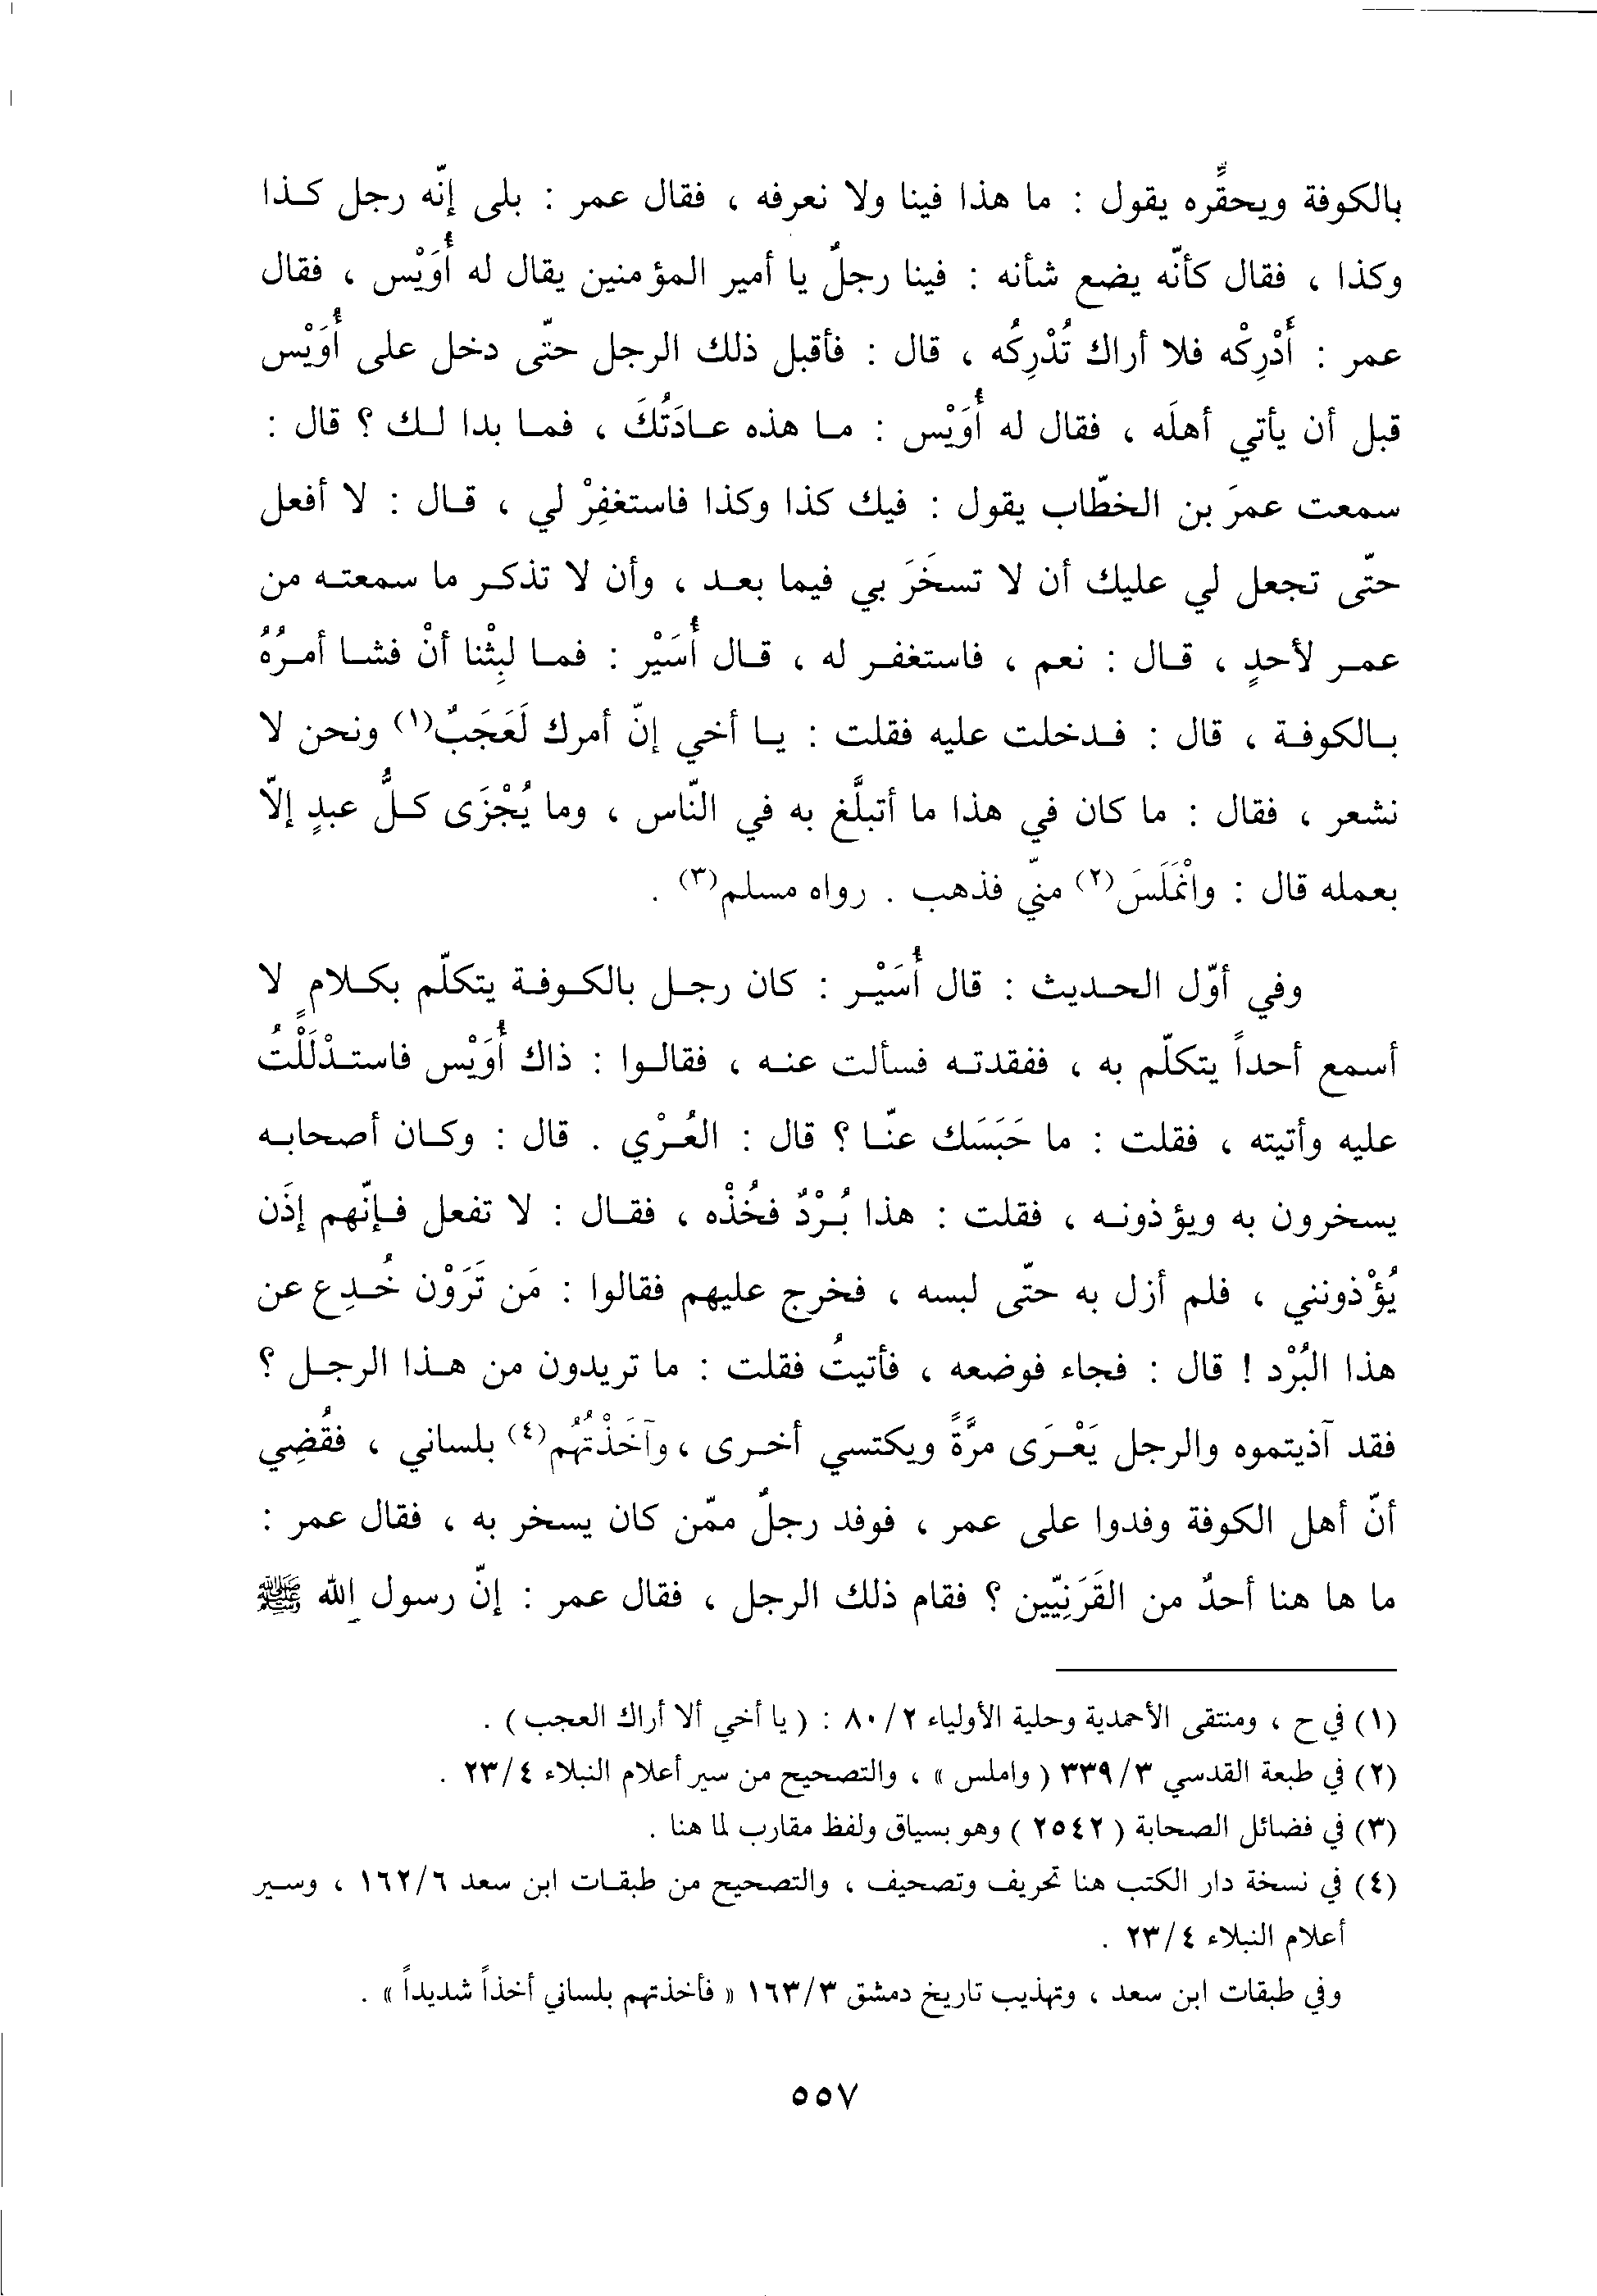 بالكوفة ويحقِّره يقول : ما هذا فينا ولا نعرفه ، فقال عمر : بلى إنّه رجل كذا
وكذا ، فقال كأنّه يضع شأنه : فينا رجلٌ يا أمير المؤمنين يقال له أُوَيْس ، فقال
عمر : أَدْرِكْه فلا أراك تُدْرِكُه ، قال : فأقبل ذلك الرجل حتّى دخل على أُوَيْس
قبل أن يأتي أهلَه ، فقال له أُوَيْس : ما هذه عادَتُكَ ، فما بدا لك ؟ قال :
سمعت عمرَ بن الخطّاب يقول : فيك كذا وكذا فاستغفِرْ لي ، قال : لا أفعل
حتّى تجعل لي عليك أن لا تسخَرَ بي فيما بعد ، وأن لا تذكر ما سمعته من
عمر لأحدٍ ، قال : نعم ، فاستغفر له ، قال أُسَيْر : فما لبِثْنا أنْ فشا أمرُهُ
بالكوفة ، قال : فدخلت عليه فقلت : يا أخي إنّ أمرك لَعَجَبٌ(١) ونحن لا
نشعر ، فقال : ما كان في هذا ما أتبلَّغ به في النّاس ، وما يُجْزَى كلُّ عبدٍ إلاّ
بعمله قال : وانْمَلَسَ(٢) منّي فذهب . رواه مسلم(٣) .
وفي أوّل الحديث : قال أُسَيْر : كان رجل بالكوفة يتكلّم بكلامٍ لا
أسمع أحداً يتكلّم به ، ففقدته فسألت عنه ، فقالوا : ذاك أُوَيْس فاستدْلَلْتُ
عليه وأتيته ، فقلت : ما حَبَسَك عنّا ؟ قال : العُرْي . قال : وكان أصحابه
يسخرون به ويؤذونه ، فقلت : هذا بُرْدٌ فخُذْه ، فقال : لا تفعل فإنّهم إذَن
يُؤْذونني ، فلم أزل به حتّى لبسه ، فخرج عليهم فقالوا : مَن تَرَوْن خُدِع عن
هذا البُرْد ! قال : فجاء فوضعه ، فأتيتُ فقلت : ما تريدون من هذا الرجل ؟
فقد آذيتموه والرجل يَعْرَى مرَّةً ويكتسي أخرى ، وآخَذْتُهُم(٤) بلساني ، فقُضِي
أنّ أهل الكوفة وفدوا على عمر ، فوفد رجلٌ ممّن كان يسخر به ، فقال عمر :
ما ها هنا أحدٌ من القَرَنِيّين ؟ فقام ذلك الرجل ، فقال عمر : إنّ رسول الله ﷺ
(١) في ح ، ومنتقى الأحمدية وحلية الأولياء ٨٠/٢ : ( يا أخي ألا أراك العجب ) .
(٢) في طبعة القدسي ٣٣٩/٣ ( واملس » ، والتصحيح من سير أعلام النبلاء ٢٣/٤ .
(٣) في فضائل الصحابة ( ٢٥٤٢ ) وهو بسياق ولفظ مقارب لما هنا .
(٤) في نسخة دار الكتب هنا تحريف وتصحيف ، والتصحيح من طبقات ابن سعد ١٦٢/٦ ، وسير
أعلام النبلاء ٢٣/٤ .
وفي طبقات ابن سعد ، وتهذيب تاريخ دمشق ١٦٣/٣ « فأخذتهم بلساني أخذاً شديداً » .
٥٥٧